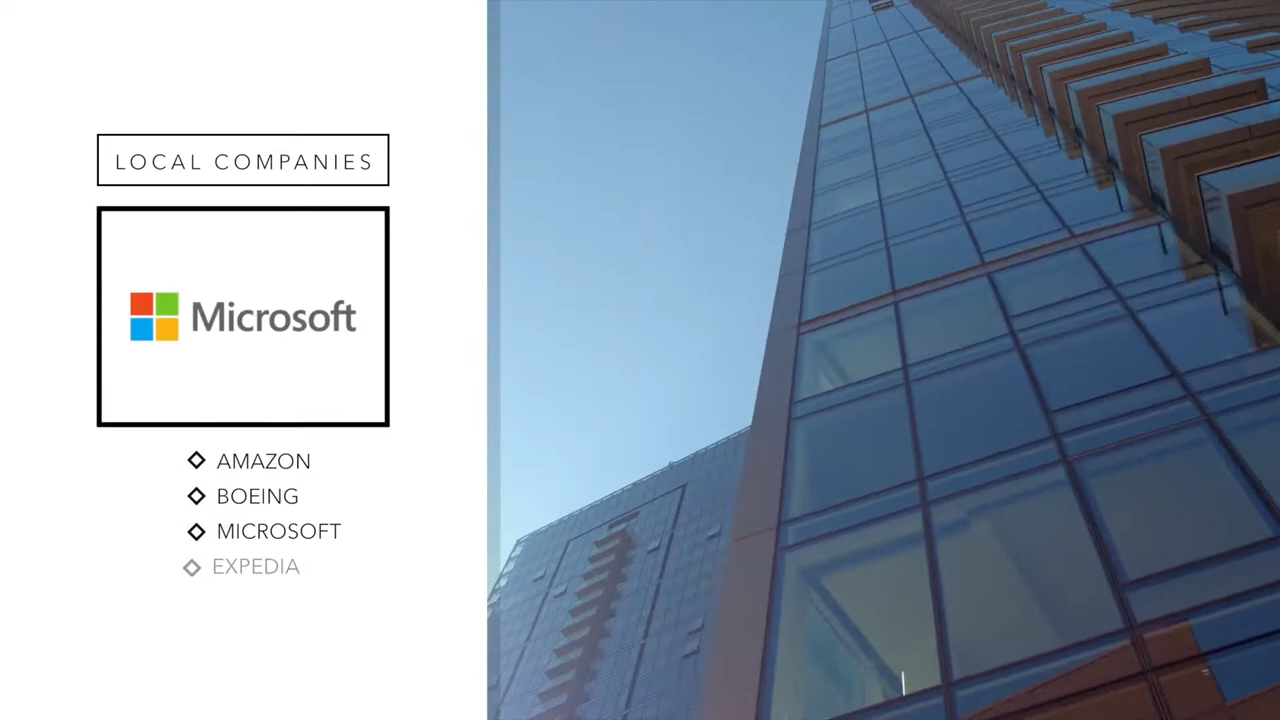 LOCAL COMPANIES
Microsoft
AMAZON
BOEING
MICROSOFT
EXPEDIA